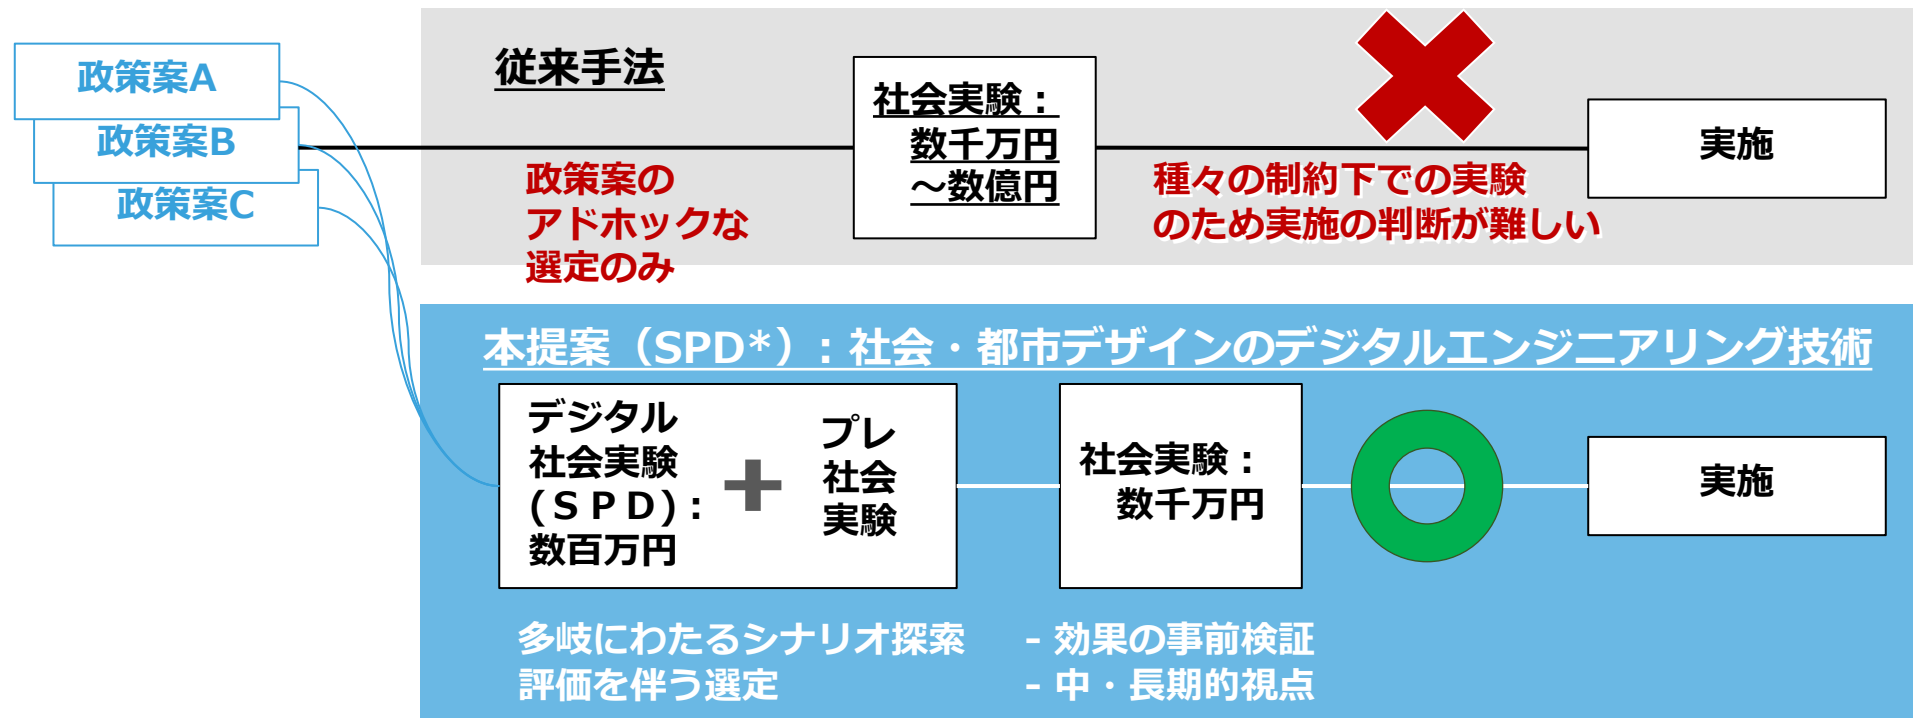 政策案A
政策案B
政策案C
従来手法
政策案の
アドホックな
選定のみ
社会実験：
数千万円
～数億円
種々の制約下での実験
のため実施の判断が難しい
実施
本提案（SPD*）：社会・都市デザインのデジタルエンジニアリング技術
デジタル
社会実験
(ＳＰＤ)：
数百万円
+
プレ
社会
実験
社会実験：
数千万円
実施
多岐にわたるシナリオ探索
評価を伴う選定
- 効果の事前検証
- 中・長期的視点